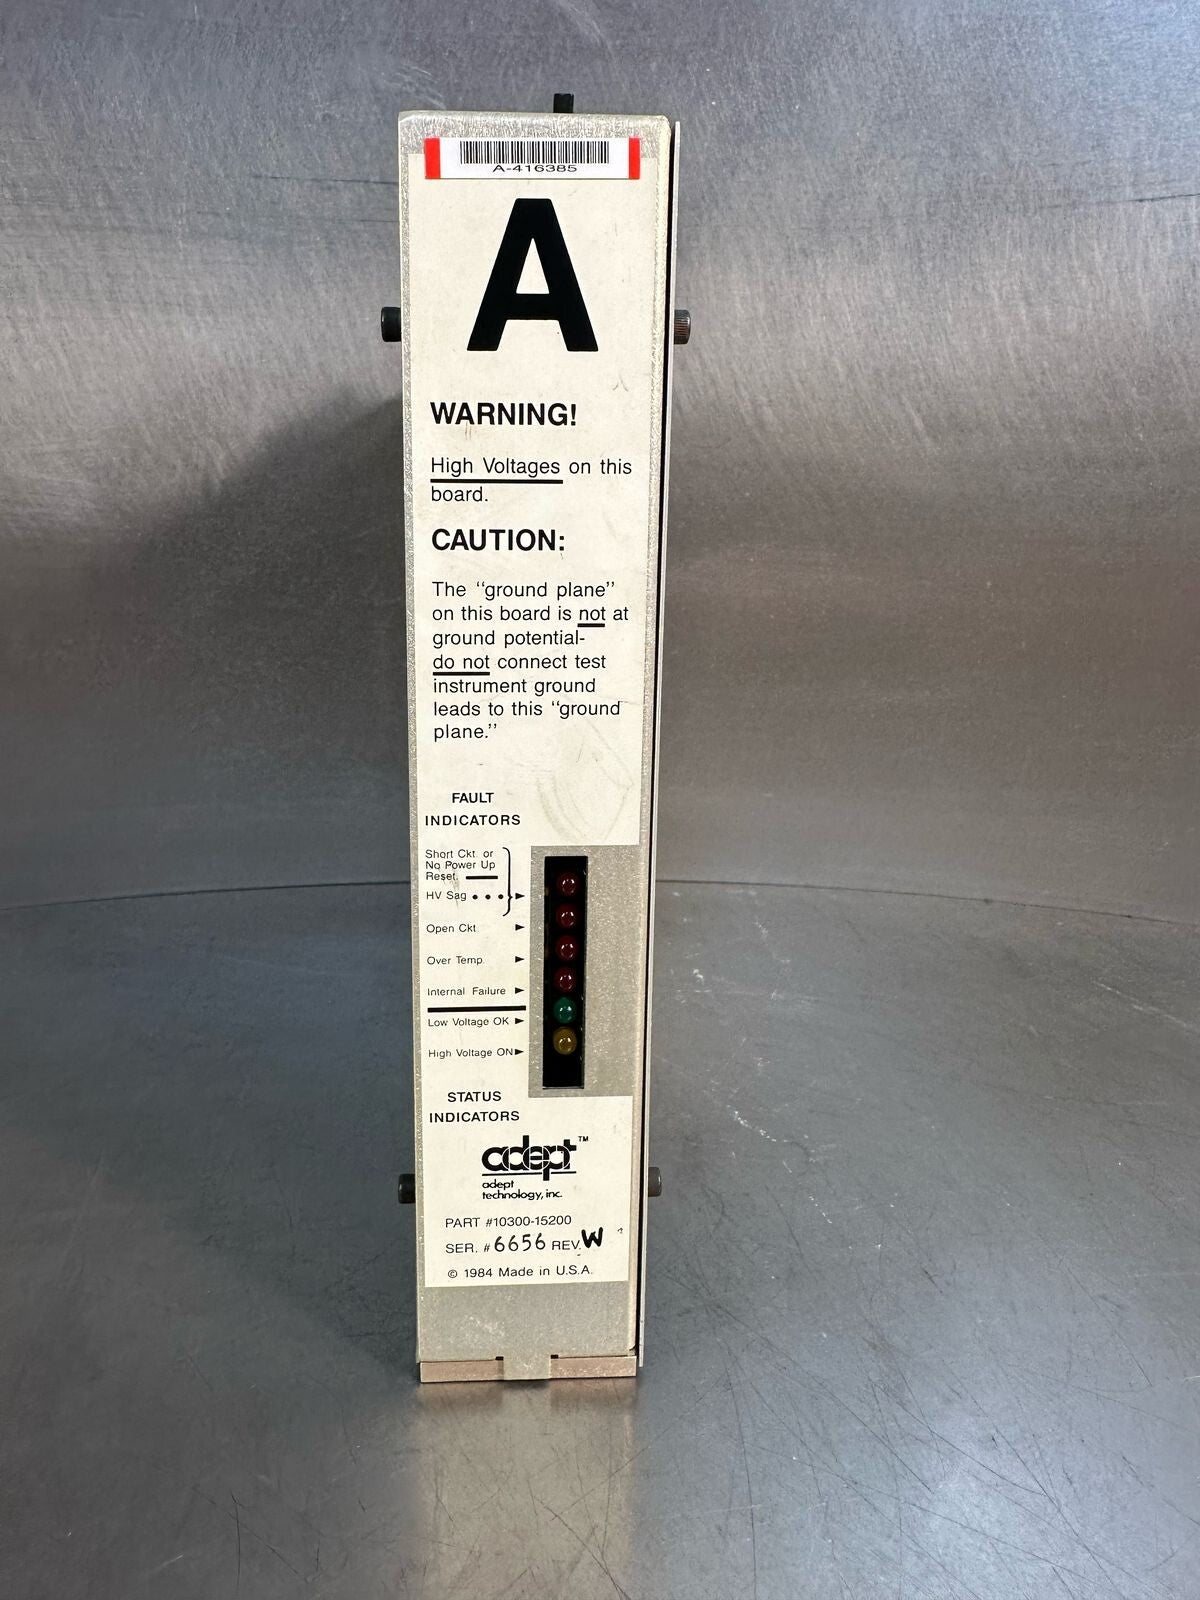 A-416385
A
WARNING!
High Voltages on this
board.
CAUTION:
The "ground plane"
on this board is not at
ground potential-
do not connect test
instrument ground
leads to this "ground
plane."
FAULT
INDICATORS
Short Ckt. or
No Power Up
Reset.
HV Sag
Open Ckt
Over Temp.
Internal Failure
Low Voltage OK
High Voltage ON
STATUS
INDICATORS
adept™
adept
technology, inc.
PART #10300-15200
SER. #6656 REV. W
© 1984 Made in U.S.A.